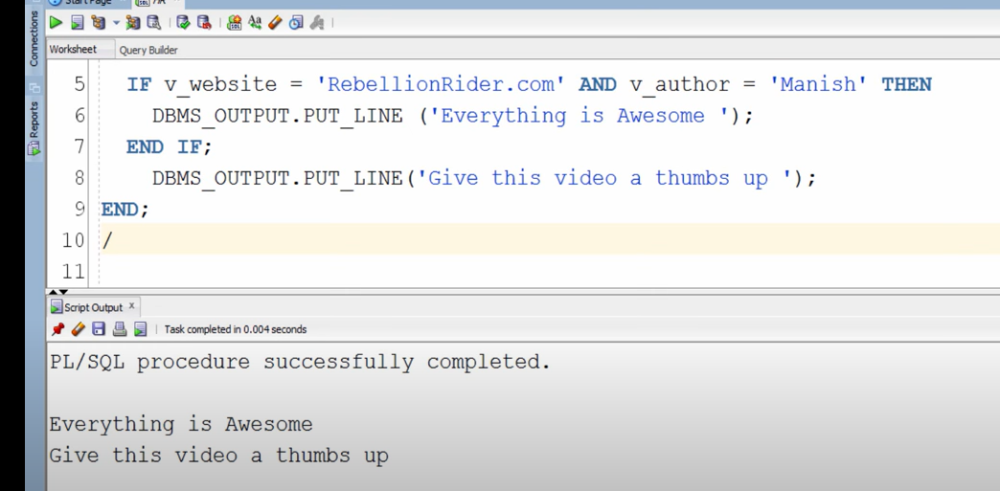 Start Page
Connections
Reports
Worksheet Query Builder
5 IF v_website = 'RebellionRider.com' AND v_author = 'Manish' THEN
6 DBMS_OUTPUT.PUT_LINE ('Everything is Awesome ');
7 END IF;
8 DBMS_OUTPUT.PUT_LINE('Give this video a thumbs up ');
9 END;
10 /
11
Script Output x
Task completed in 0.004 seconds
PL/SQL procedure successfully completed.
Everything is Awesome
Give this video a thumbs up